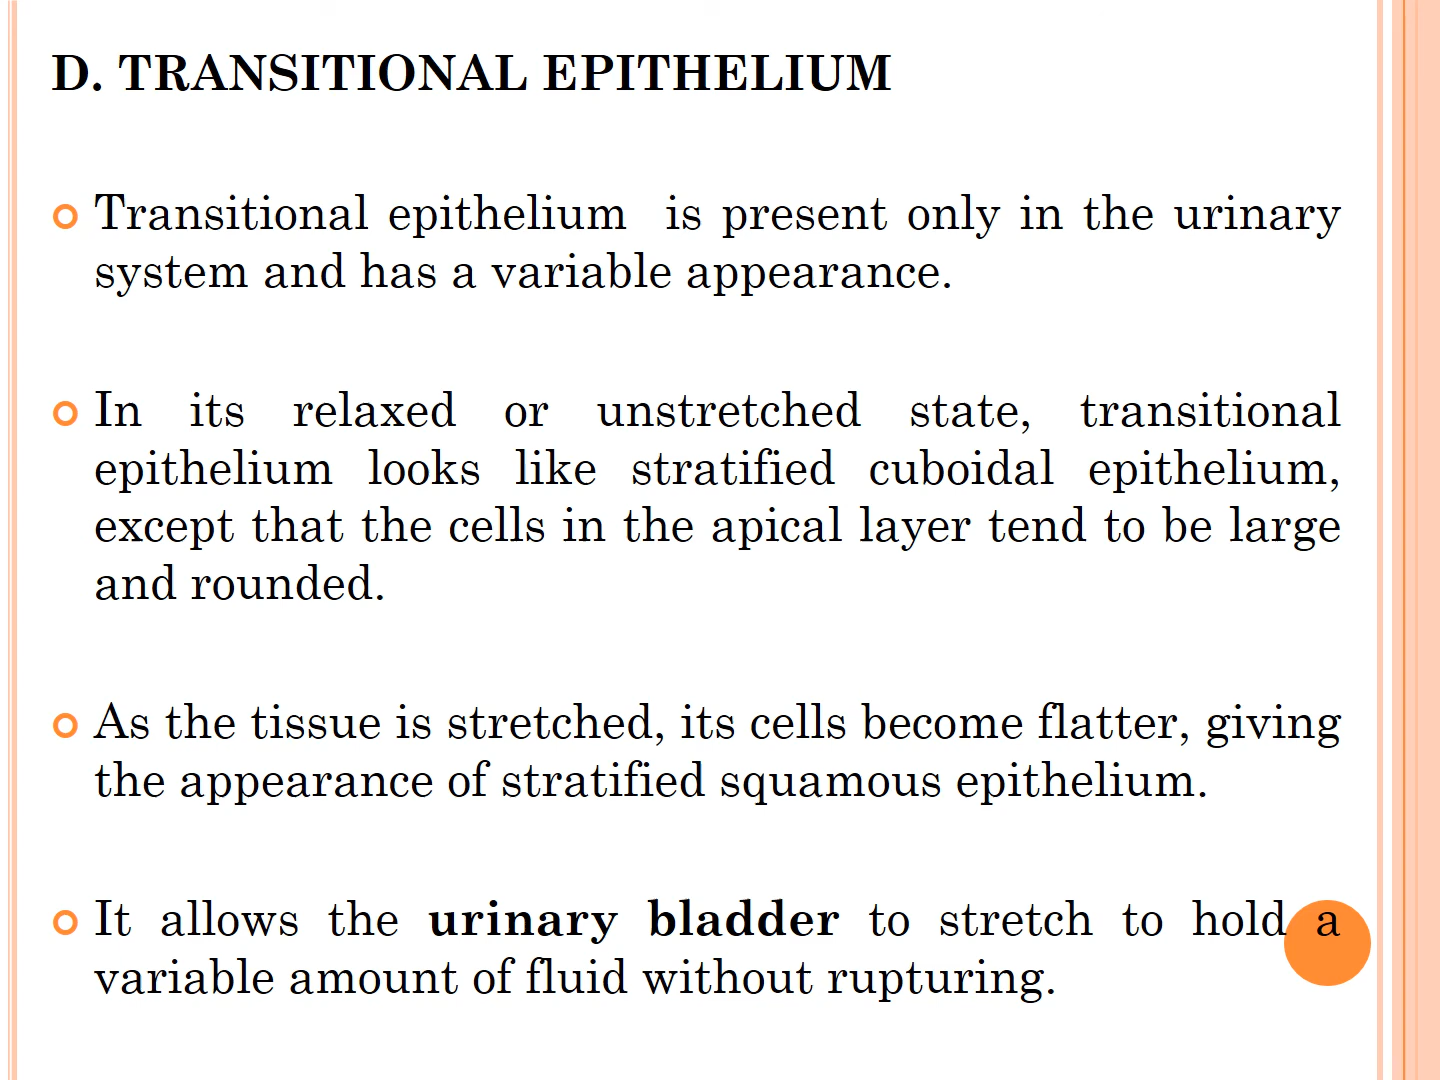 D. TRANSITIONAL EPITHELIUM
Transitional epithelium is present only in the urinary
system and has a variable appearance.
In its relaxed or unstretched state, transitional
epithelium looks like stratified cuboidal epithelium,
except that the cells in the apical layer tend to be large
and rounded.
As the tissue is stretched, its cells become flatter, giving
the appearance of stratified squamous epithelium.
It allows the urinary bladder to stretch to hold a
variable amount of fluid without rupturing.